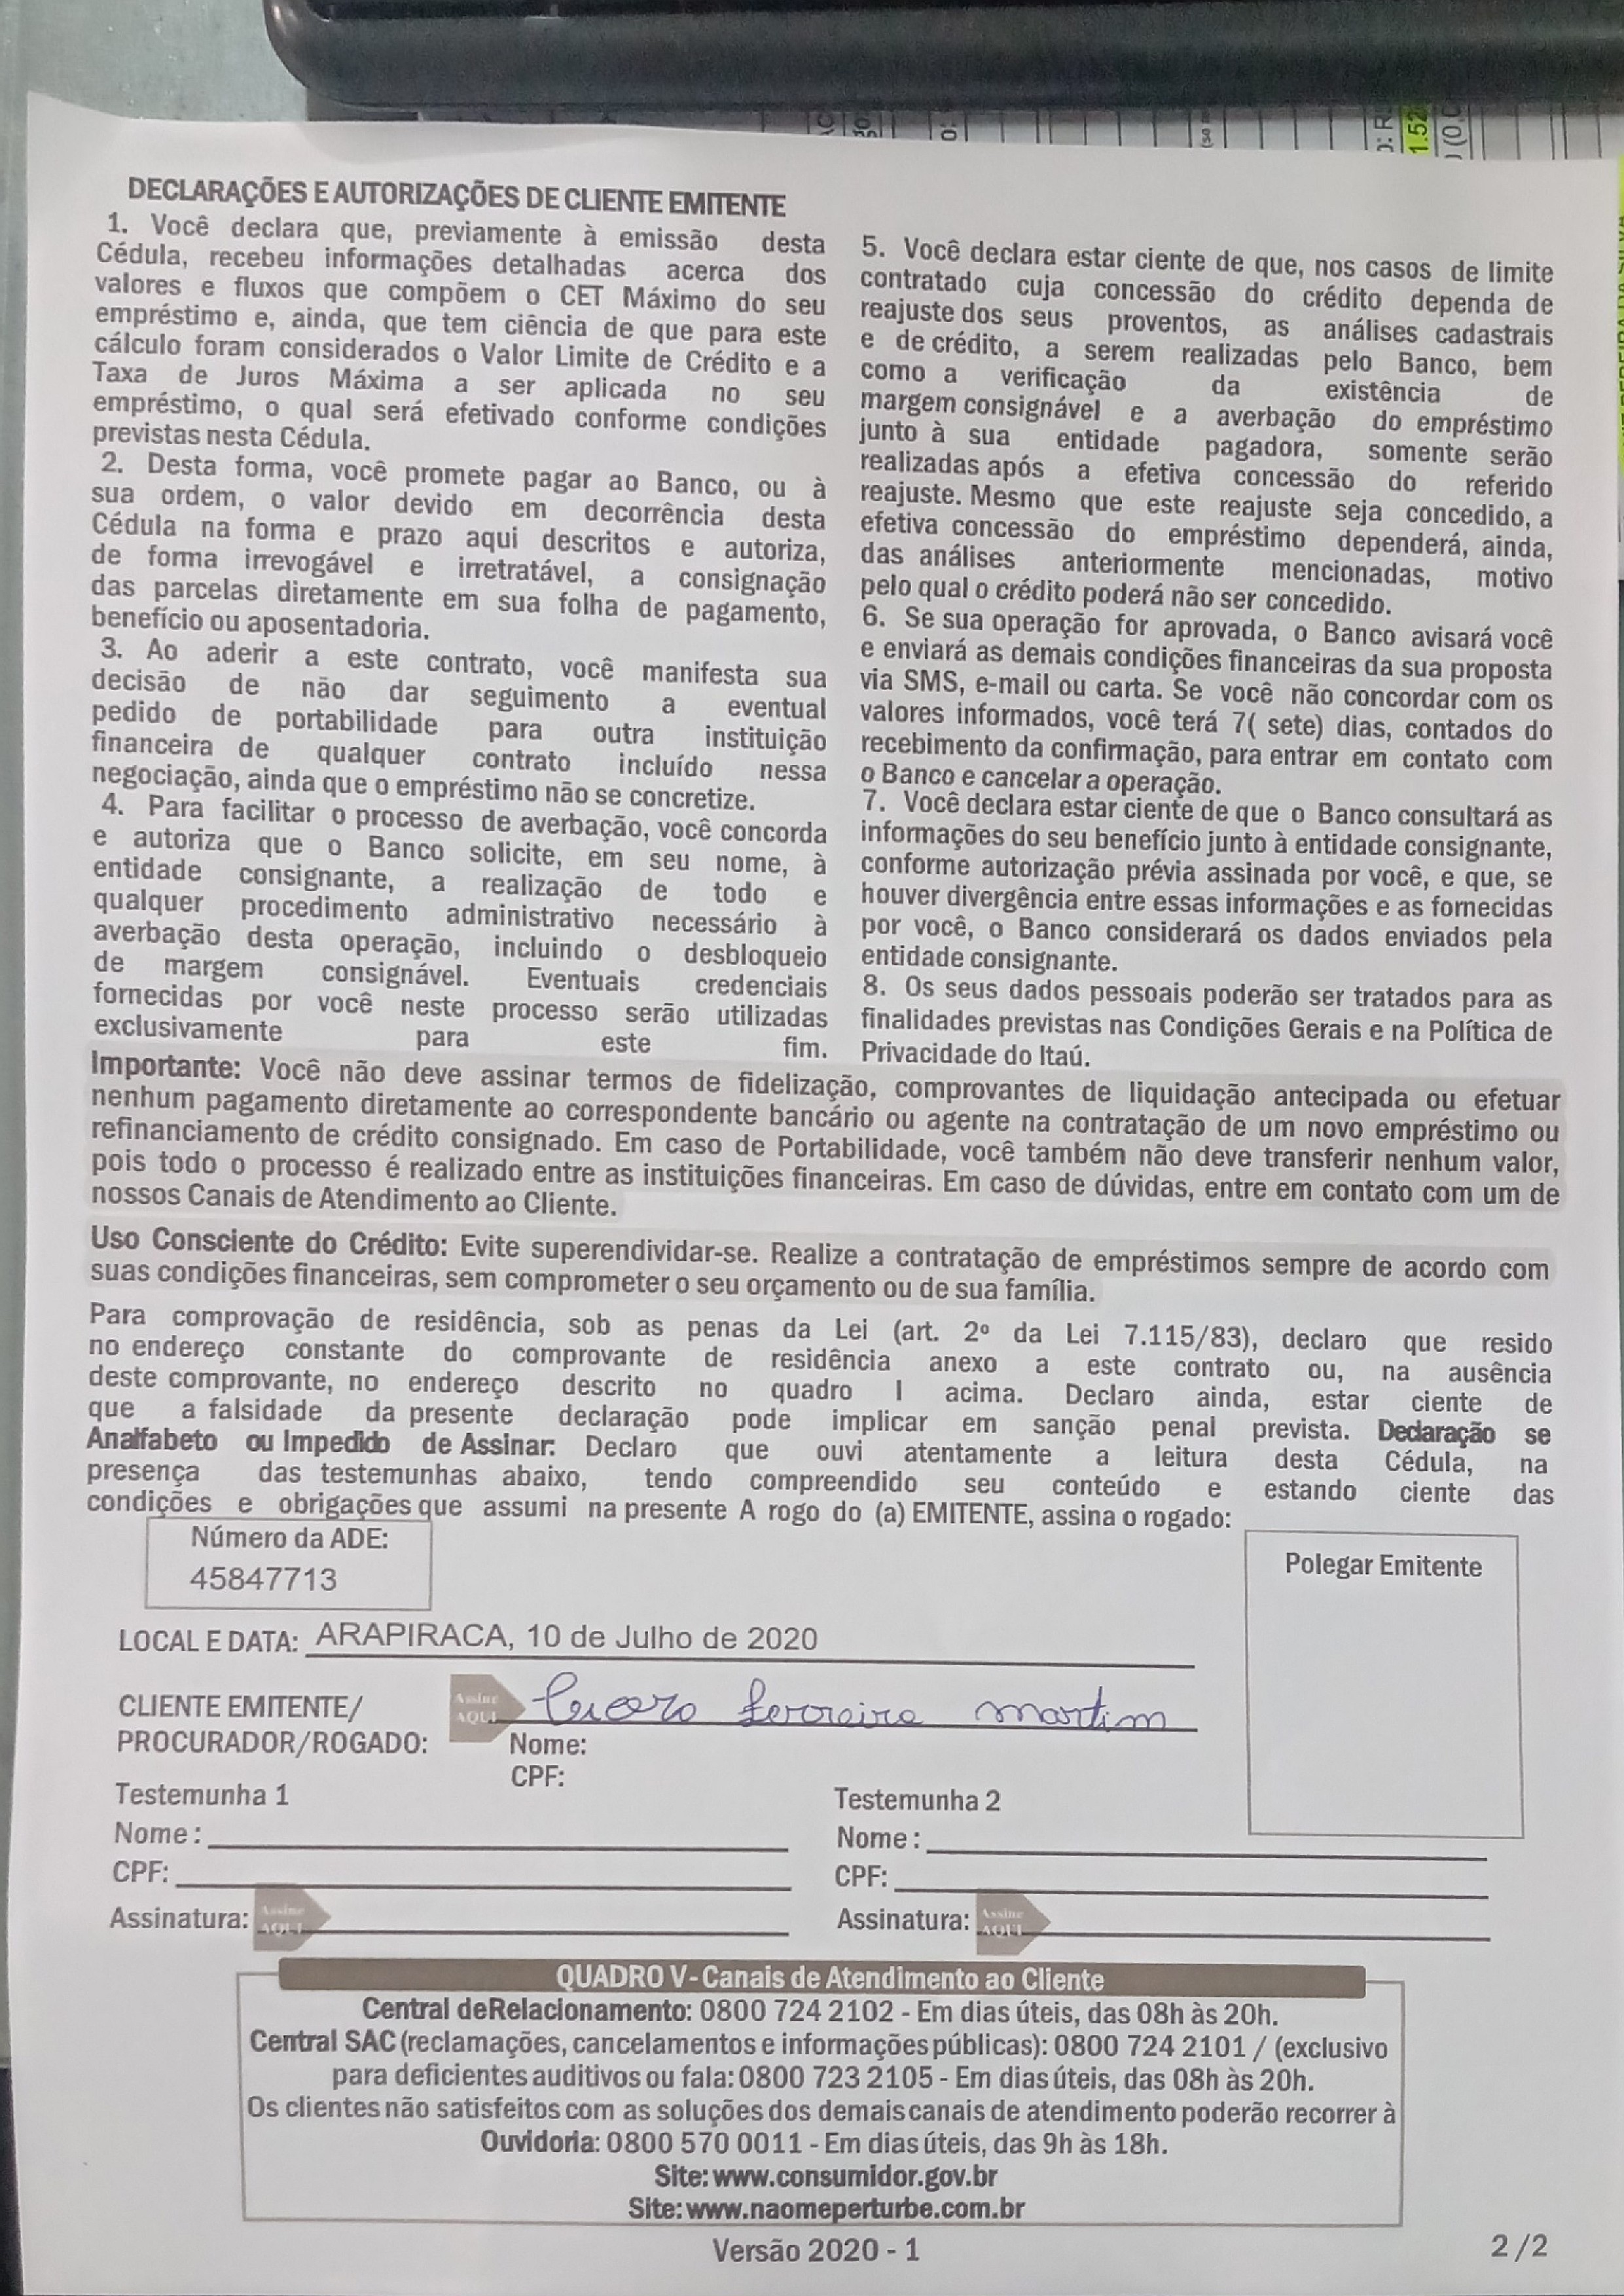 DECLARAÇÕES E AUTORIZAÇÕES DE CLIENTE EMITENTE
1. Você declara que, previamente à emissão desta
Cédula, recebeu informações detalhadas acerca dos
valores e fluxos que compõem o CET Máximo do seu
empréstimo e, ainda, que tem ciência de que para este
cálculo foram considerados o Valor Limite de Crédito e a
Taxa de Juros Máxima a ser aplicada no seu
empréstimo, o qual será efetivado conforme condições
previstas nesta Cédula.
2. Desta forma, você promete pagar ao Banco, ou à
sua ordem, o valor devido em decorrência desta
Cédula na forma e prazo aqui descritos e autoriza,
de forma irrevogável e irretratável, a consignação
das parcelas diretamente em sua folha de pagamento,
benefício ou aposentadoria.
3. Ao aderir a este contrato, você manifesta sua
decisão de não dar seguimento a eventual
pedido de portabilidade para outra instituição
financeira de qualquer contrato incluído nessa
negociação, ainda que o empréstimo não se concretize.
4. Para facilitar o processo de averbação, você concorda
e autoriza que o Banco solicite, em seu nome, à
entidade consignante, a realização de todo e
qualquer procedimento administrativo necessário à
averbação desta operação, incluindo o desbloqueio
de margem consignável. Eventuais credenciais
fornecidas por você neste processo serão utilizadas
exclusivamente para este fim.
5. Você declara estar ciente de que, nos casos de limite
contratado cuja concessão do crédito dependa de
reajuste dos seus proventos, as análises cadastrais
e de crédito, a serem realizadas pelo Banco, bem
como a verificação da existência de
margem consignável e a averbação do empréstimo
junto à sua entidade pagadora, somente serão
realizadas após a efetiva concessão do referido
reajuste. Mesmo que este reajuste seja concedido, a
efetiva concessão do empréstimo dependerá, ainda,
das análises anteriormente mencionadas, motivo
pelo qual o crédito poderá não ser concedido.
6. Se sua operação for aprovada, o Banco avisará você
e enviará as demais condições financeiras da sua proposta
via SMS, e-mail ou carta. Se você não concordar com os
valores informados, você terá 7( sete) dias, contados do
recebimento da confirmação, para entrar em contato com
o Banco e cancelar a operação.
7. Você declara estar ciente de que o Banco consultará as
informações do seu benefício junto à entidade consignante,
conforme autorização prévia assinada por você, e que, se
houver divergência entre essas informações e as fornecidas
por você, o Banco considerará os dados enviados pela
entidade consignante.
8. Os seus dados pessoais poderão ser tratados para as
finalidades previstas nas Condições Gerais e na Política de
Privacidade do Itaú.
Importante: Você não deve assinar termos de fidelização, comprovantes de liquidação antecipada ou efetuar
nenhum pagamento diretamente ao correspondente bancário ou agente na contratação de um novo empréstimo ou
refinanciamento de crédito consignado. Em caso de Portabilidade, você também não deve transferir nenhum valor,
pois todo o processo é realizado entre as instituições financeiras. Em caso de dúvidas, entre em contato com um de
nossos Canais de Atendimento ao Cliente.
Uso Consciente do Crédito: Evite superendividar-se. Realize a contratação de empréstimos sempre de acordo com
suas condições financeiras, sem comprometer o seu orçamento ou de sua família.
Para comprovação de residência, sob as penas da Lei (art. 2º da Lei 7.115/83), declaro que resido
no endereço constante do comprovante de residência anexo a este contrato ou, na ausência
deste comprovante, no endereço descrito no quadro I acima. Declaro ainda, estar ciente de
que a falsidade da presente declaração pode implicar em sanção penal prevista. Declaração se
Analfabeto ou Impedido de Assinar: Declaro que ouvi atentamente a leitura desta Cédula, na
presença das testemunhas abaixo, tendo compreendido seu conteúdo e estando ciente das
condições e obrigações que assumi na presente A rogo do (a) EMITENTE, assina o rogado:
Número da ADE:
45847713
Polegar Emitente
LOCAL E DATA: ARAPIRACA, 10 de Julho de 2020
CLIENTE EMITENTE/
PROCURADOR/ROGADO:
Assine
AQUI
Cicero Ferreira martim
Nome:
CPF:
Testemunha 1
Nome :
CPF:
Assinatura: Assine
AQUI
Testemunha 2
Nome :
CPF:
Assinatura: Assine
AQUI
QUADRO V - Canais de Atendimento ao Cliente
Central deRelacionamento: 0800 724 2102 - Em dias úteis, das 08h às 20h.
Central SAC (reclamações, cancelamentos e informações públicas): 0800 724 2101 / (exclusivo
para deficientes auditivos ou fala: 0800 723 2105 - Em dias úteis, das 08h às 20h.
Os clientes não satisfeitos com as soluções dos demais canais de atendimento poderão recorrer à
Ouvidoria: 0800 570 0011 - Em dias úteis, das 9h às 18h.
Site: www.consumidor.gov.br
Site: www.naomeperturbe.com.br
Versão 2020 - 1
2 /2